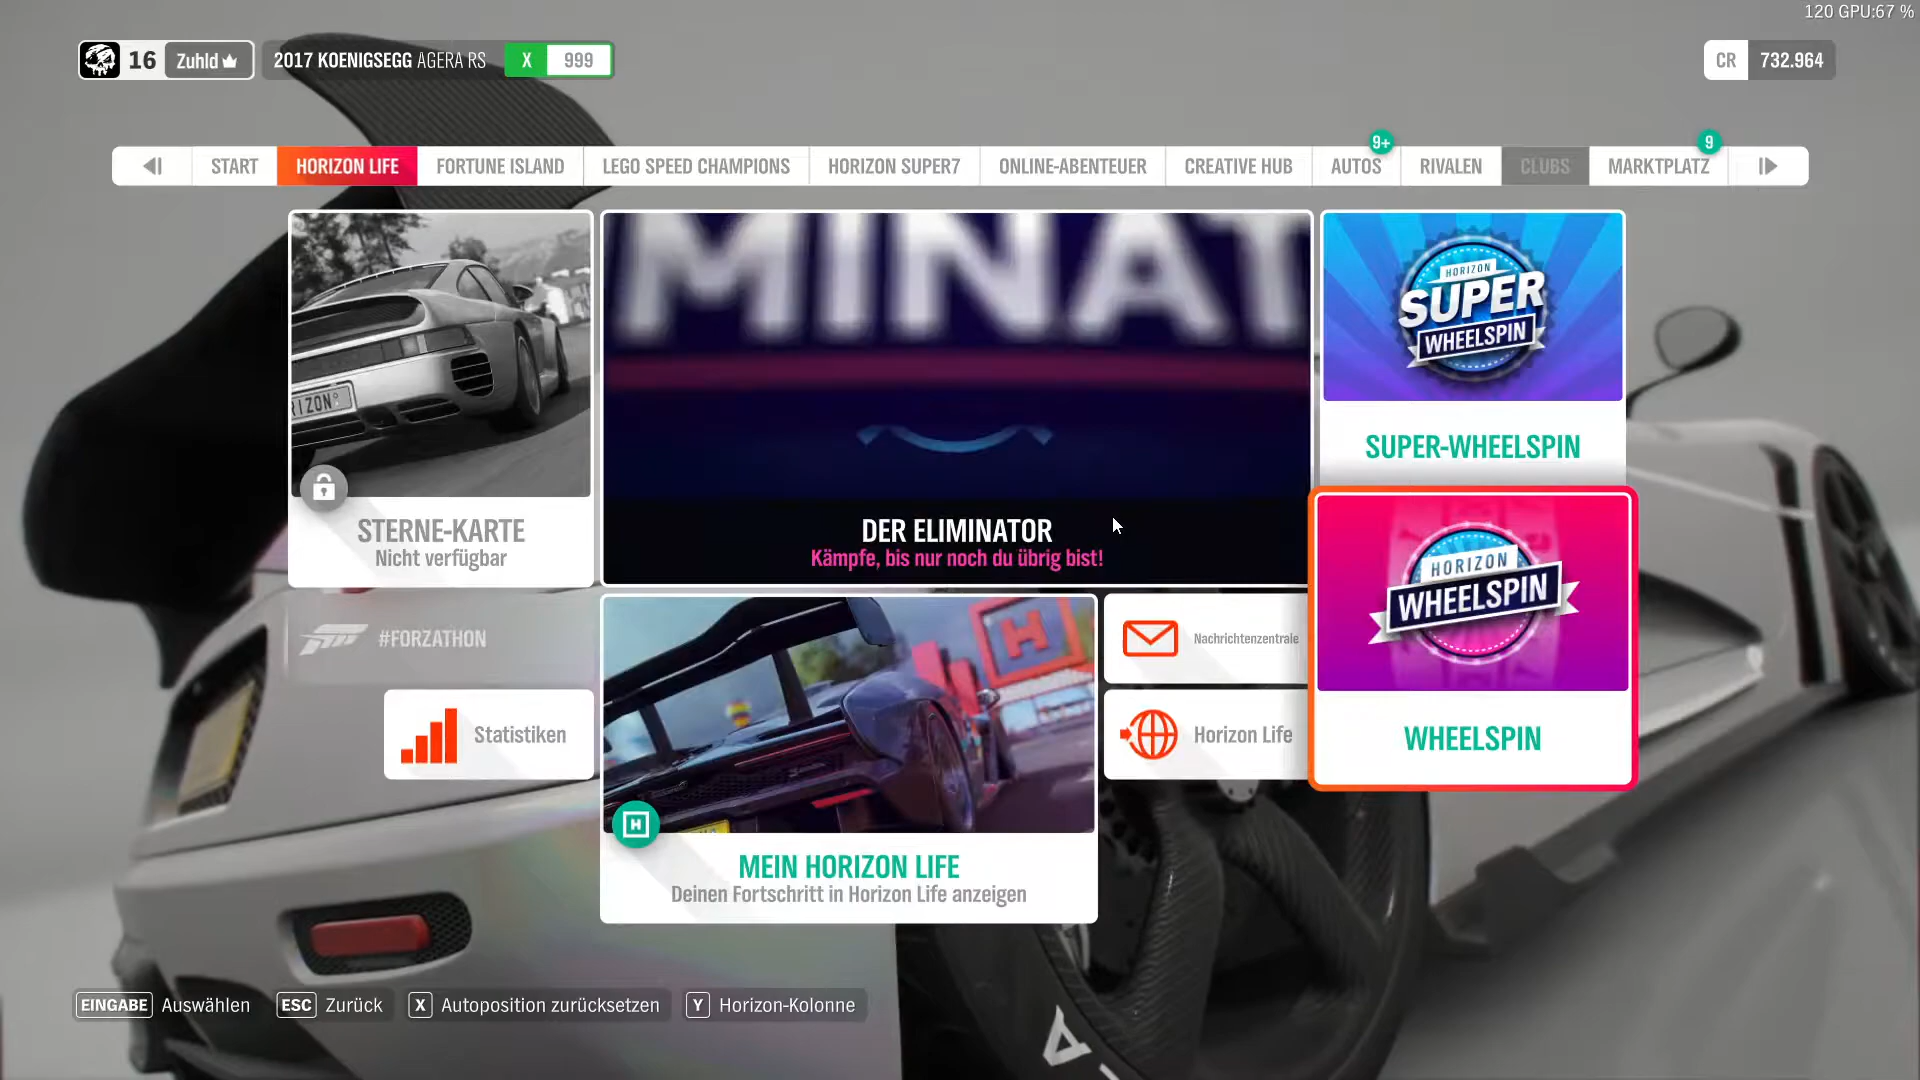 120 GPU:67 %
16 Zuhld
2017 KOENIGSEGG AGERA RS
X 999
CR 732.964
9+
9
START
HORIZON LIFE
FORTUNE ISLAND
LEGO SPEED CHAMPIONS
HORIZON SUPER7
ONLINE-ABENTEUER
CREATIVE HUB
AUTOS
RIVALEN
CLUBS
MARKTPLATZ
MINAT
HORIZON
SUPER
WHEELSPIN
SUPER-WHEELSPIN
RIZON
STERNE-KARTE
Nicht verfügbar
DER ELIMINATOR
Kämpfe, bis nur noch du übrig bist!
HORIZON
WHEELSPIN
WHEELSPIN
#FORZATHON
Statistiken
Nachrichtenzentrale
Horizon Life
H
H
MEIN HORIZON LIFE
Deinen Fortschritt in Horizon Life anzeigen
EINGABE Auswählen
ESC Zurück
X Autoposition zurücksetzen
Y Horizon-Kolonne